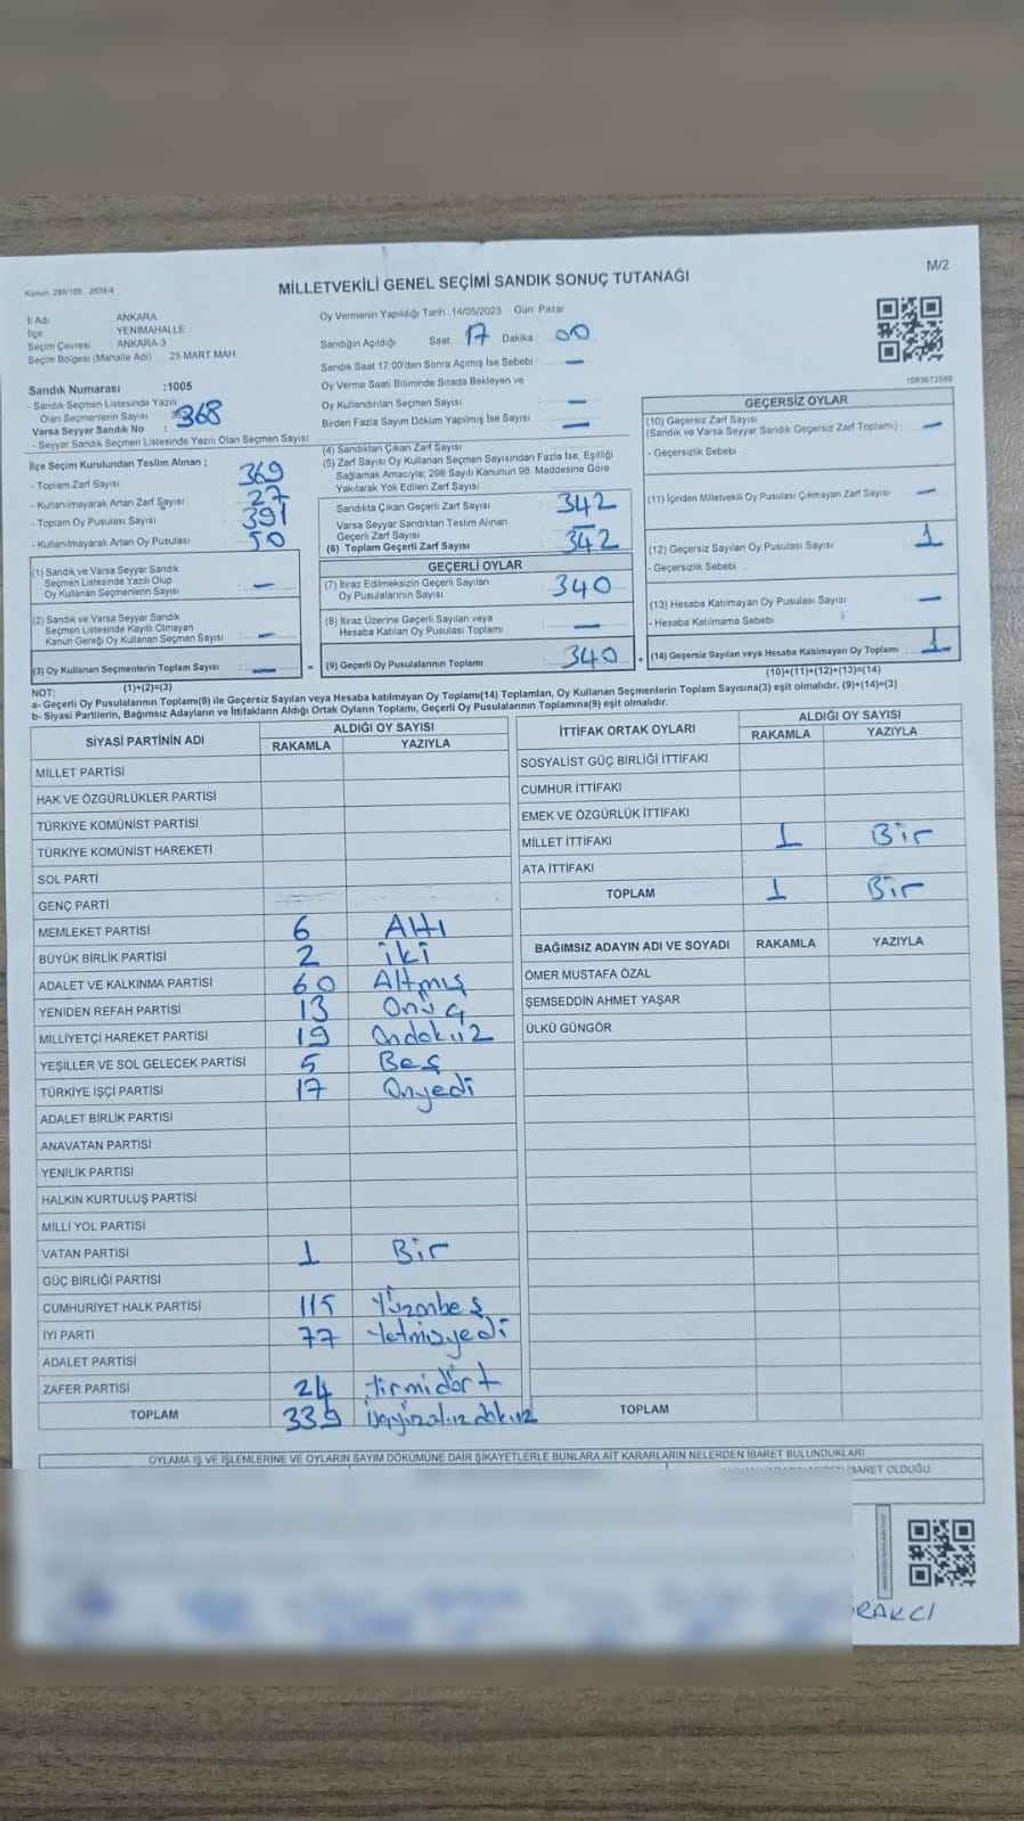 M/2
MİLLETVEKİLİ GENEL SEÇİMİ SANDIK SONUÇ TUTANAĞI
İl Adı ANKARA
İlçe YENİMAHALLE
Seçim Çevresi ANKARA-3
Seçim Bölgesi (Mahalle Adı) 25 MART MAH
Oy Vermenin Yapıldığı Tarih : 14/05/2023 Gün: Pazar
Sandığın Açıldığı Saat 17 Dakika 00
Sandık Saat 17:00'den Sonra Açmış İse Sebebi —
Oy Verme Saati Bitiminde Sırada Bekleyen ve
Oy Kullandırılan Seçmen Sayısı —
Birden Fazla Sayım Döküm Yapılmış İse Sayısı —
Sandık Numarası :1005
- Sandık Seçmen Listesinde Yazılı
Olan Seçmenlerin Sayısı 368
Varsa Seyyar Sandık No :
- Seyyar Sandık Seçmen Listesinde Yazılı Olan Seçmen Sayısı
İlçe Seçim Kurulundan Teslim Alınan ;
- Toplam Zarf Sayısı 369
- Kullanılmayarak Artan Zarf Sayısı 27
- Toplam Oy Pusulası Sayısı 391
- Kullanılmayarak Artan Oy Pusulası 50
(1) Sandık ve Varsa Seyyar Sandık
Seçmen Listesinde Yazılı Olup
Oy Kullanan Seçmenlerin Sayısı —
(2) Sandık ve Varsa Seyyar Sandık
Seçmen Listesinde Kayıtlı Olmayan
Kanun Gereği Oy Kullanan Seçmen Sayısı —
(3) Oy Kullanan Seçmenlerin Toplam Sayısı —
(1)+(2)=(3)
(4) Sandıktan Çıkan Zarf Sayısı
(5) Zarf Sayısı Oy Kullanan Seçmen Sayısından Fazla İse, Eşitliği
Sağlamak Amacıyla; 298 Sayılı Kanunun 98. Maddesine Göre
Yakılarak Yok Edilen Zarf Sayısı
Sandıkta Çıkan Geçerli Zarf Sayısı 342
Varsa Seyyar Sandıktan Teslim Alınan
Geçerli Zarf Sayısı —
(6) Toplam Geçerli Zarf Sayısı 342
GEÇERLİ OYLAR
(7) İtiraz Edilmeksizin Geçerli Sayılan
Oy Pusulalarının Sayısı 340
(8) İtiraz Üzerine Geçerli Sayılan veya
Hesaba Katılan Oy Pusulası Toplamı —
= (9) Geçerli Oy Pusulalarının Toplamı 340 +
GEÇERSİZ OYLAR
(10) Geçersiz Zarf Sayısı
(Sandık ve Varsa Seyyar Sandık Geçersiz Zarf Toplamı) —
- Geçersizlik Sebebi
(11) İçinden Milletvekili Oy Pusulası Çıkmayan Zarf Sayısı —
(12) Geçersiz Sayılan Oy Pusulası Sayısı 1
- Geçersizlik Sebebi
(13) Hesaba Katılmayan Oy Pusulası Sayısı —
- Hesaba Katılmama Sebebi
(14) Geçersiz Sayılan veya Hesaba Katılmayan Oy Toplamı 1
(10)+(11)+(12)+(13)=(14)
NOT:
a- Geçerli Oy Pusulalarının Toplamı(9) ile Geçersiz Sayılan veya Hesaba katılmayan Oy Toplamı(14) Toplamları, Oy Kullanan Seçmenlerin Toplam Sayısına(3) eşit olmalıdır. (9)+(14)=(3)
b- Siyasi Partilerin, Bağımsız Adayların ve İttifakların Aldığı Ortak Oyların Toplamı, Geçerli Oy Pusulalarının Toplamına(9) eşit olmalıdır.
SİYASİ PARTİNİN ADI ALDIĞI OY SAYISI
RAKAMLA YAZIYLA
MİLLET PARTİSİ
HAK VE ÖZGÜRLÜKLER PARTİSİ
TÜRKİYE KOMÜNİST PARTİSİ
TÜRKİYE KOMÜNİST HAREKETİ
SOL PARTİ
GENÇ PARTİ
MEMLEKET PARTİSİ 6 Altı
BÜYÜK BİRLİK PARTİSİ 2 iki
ADALET VE KALKINMA PARTİSİ 60 Altmış
YENİDEN REFAH PARTİSİ 13 Onüç
MİLLİYETÇİ HAREKET PARTİSİ 19 Ondokuz
YEŞİLLER VE SOL GELECEK PARTİSİ 5 Beş
TÜRKİYE İŞÇİ PARTİSİ 17 Onyedi
ADALET BİRLİK PARTİSİ
ANAVATAN PARTİSİ
YENİLİK PARTİSİ
HALKIN KURTULUŞ PARTİSİ
MİLLİ YOL PARTİSİ
VATAN PARTİSİ 1 Bir
GÜÇ BİRLİĞİ PARTİSİ
CUMHURİYET HALK PARTİSİ 115 Yüzonbeş
İYİ PARTİ 77 Yetmişyedi
ADALET PARTİSİ
ZAFER PARTİSİ 24 Yirmidört
TOPLAM 339
İTTİFAK ORTAK OYLARI ALDIĞI OY SAYISI
RAKAMLA YAZIYLA
SOSYALİST GÜÇ BİRLİĞİ İTTİFAKI
CUMHUR İTTİFAKI
EMEK VE ÖZGÜRLÜK İTTİFAKI
MİLLET İTTİFAKI 1 Bir
ATA İTTİFAKI
TOPLAM 1 Bir
BAĞIMSIZ ADAYIN ADI VE SOYADI RAKAMLA YAZIYLA
ÖMER MUSTAFA ÖZAL
ŞEMSEDDİN AHMET YAŞAR
ÜLKÜ GÜNGÖR
TOPLAM
OYLAMA İŞ VE İŞLEMLERİNE VE OYLARIN SAYIM DÖKÜMÜNE DAİR ŞİKAYETLERLE BUNLARA AİT KARARLARIN NELERDEN İBARET BULUNDUKLARI
OLDUĞU
RAKCI